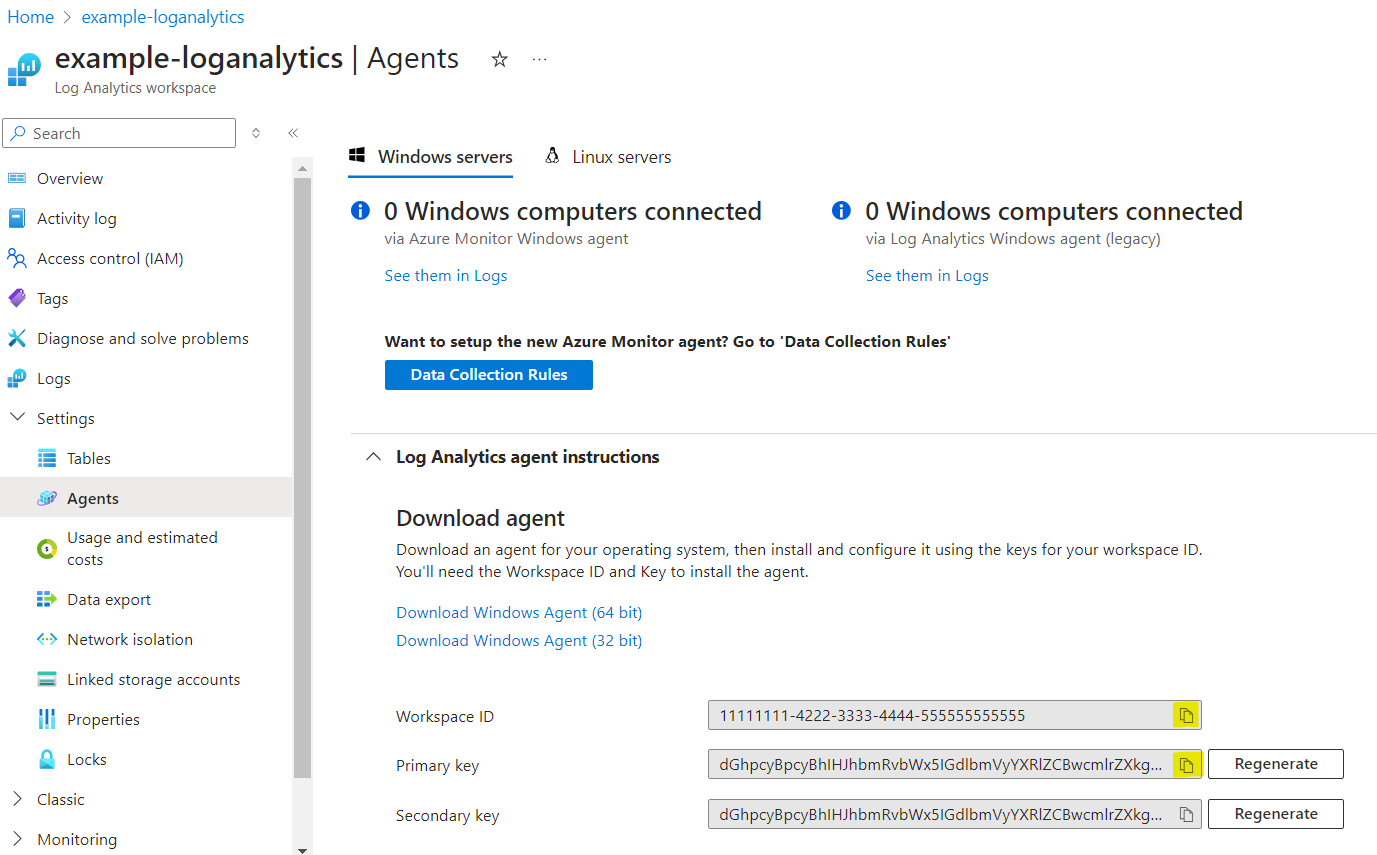 Home > example-loganalytics
example-loganalytics | Agents
Log Analytics workspace
Search
Overview
Activity log
Access control (IAM)
Tags
Diagnose and solve problems
Logs
Settings
Tables
Agents
Usage and estimated
costs
Data export
Network isolation
Linked storage accounts
Properties
Locks
Classic
Monitoring
Windows servers
Linux servers
0 Windows computers connected
via Azure Monitor Windows agent
See them in Logs
0 Windows computers connected
via Log Analytics Windows agent (legacy)
See them in Logs
Want to setup the new Azure Monitor agent? Go to 'Data Collection Rules'
Data Collection Rules
Log Analytics agent instructions
Download agent
Download an agent for your operating system, then install and configure it using the keys for your workspace ID.
You'll need the Workspace ID and Key to install the agent.
Download Windows Agent (64 bit)
Download Windows Agent (32 bit)
Workspace ID
11111111-4222-3333-4444-555555555555
Primary key
dGhpcyBpcyBhIHJhbmRvbWx5IGdlbmVyYXRlZCBwcmlrZXkg...
Regenerate
Secondary key
dGhpcyBpcyBhIHJhbmRvbWx5IGdlbmVyYXRlZCBwcmlrZXkg...
Regenerate